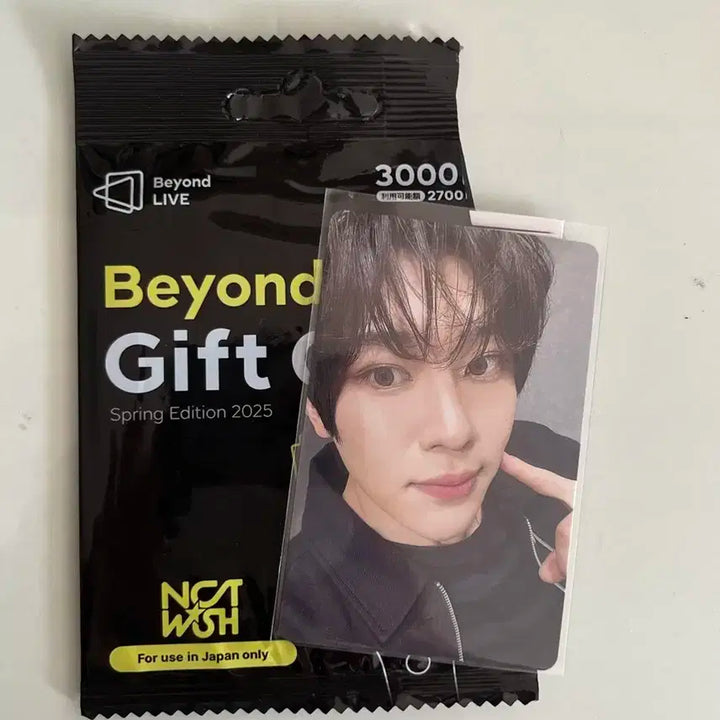 Beyond
LIVE
3000
利用可能額 2700
Beyond
Gift
Spring Edition 2025
NCT
WISH
For use in Japan only